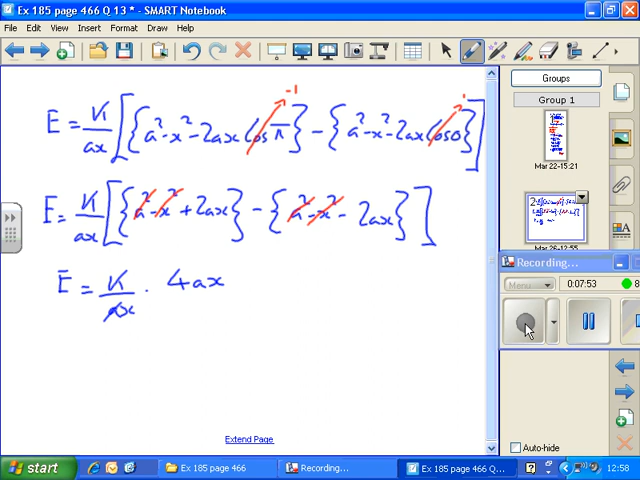 Ex 185 page 466 Q 13 * - SMART Notebook
File Edit View Insert Format Draw Help
E = K/ax [{a² - x² - 2ax Cos π} - {a² - x² - 2ax Cos 0}]
-1
1
E = K/ax [{a² - x² + 2ax} - {a² - x² - 2ax}]
E = K/ax . 4ax
Extend Page
Groups
Group 1
Mar 22-15:21
Mar 26-12:55
Recording...
Menu
0:07:53
8
Auto-hide
start
Ex 185 page 466
Recording...
Ex 185 page 466 Q...
12:58